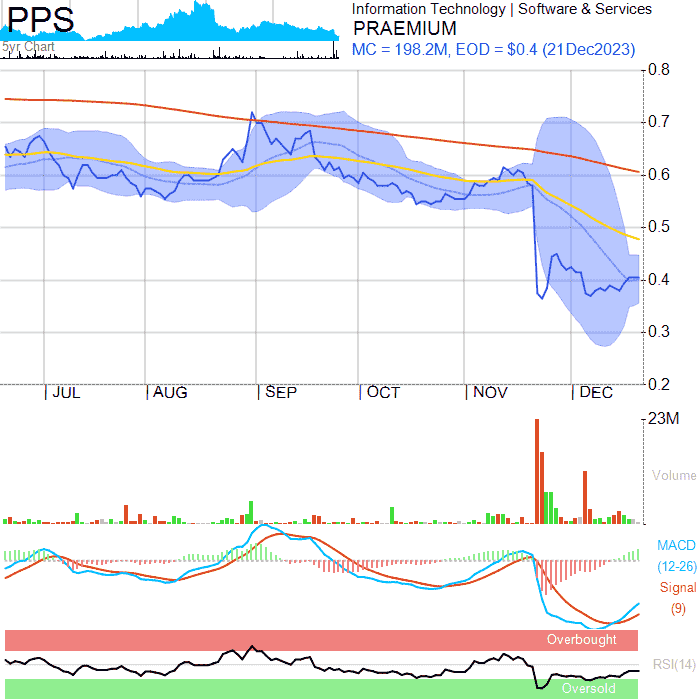 PPS
5yr Chart
Information Technology | Software & Services
PRAEMIUM
MC = 198.2M, EOD = $0.4 (21Dec2023)
0.8
0.7
0.6
0.5
0.4
0.3
0.2
| JUL | AUG | SEP | OCT | NOV | DEC
23M
Volume
MACD
(12-26)
Signal
(9)
Overbought
RSI(14)
Oversold